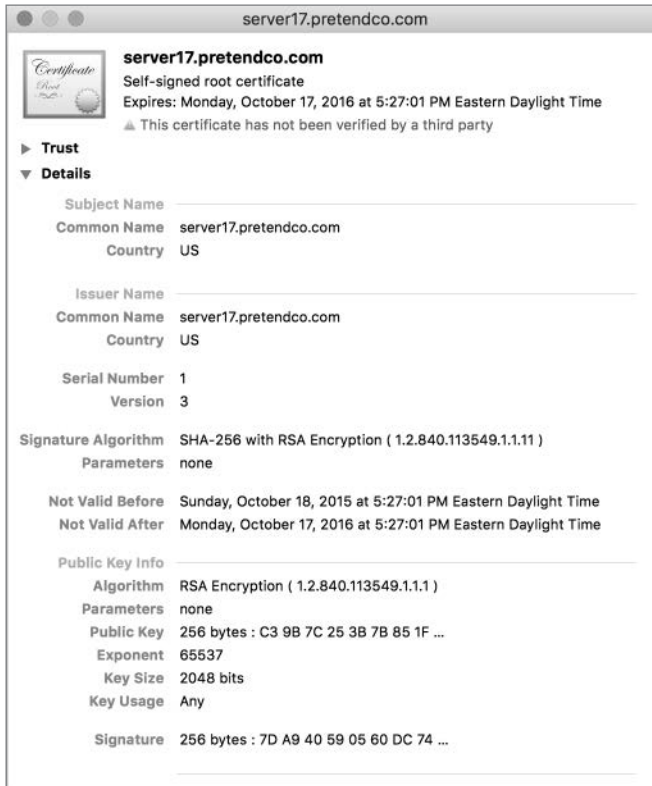 server17.pretendco.com
Certificate
Root
server17.pretendco.com
Self-signed root certificate
Expires: Monday, October 17, 2016 at 5:27:01 PM Eastern Daylight Time
This certificate has not been verified by a third party
Trust
Details
Subject Name
Common Name server17.pretendco.com
Country US
Issuer Name
Common Name server17.pretendco.com
Country US
Serial Number 1
Version 3
Signature Algorithm SHA-256 with RSA Encryption ( 1.2.840.113549.1.1.11 )
Parameters none
Not Valid Before Sunday, October 18, 2015 at 5:27:01 PM Eastern Daylight Time
Not Valid After Monday, October 17, 2016 at 5:27:01 PM Eastern Daylight Time
Public Key Info
Algorithm RSA Encryption ( 1.2.840.113549.1.1.1 )
Parameters none
Public Key 256 bytes : C3 9B 7C 25 3B 7B 85 1F ...
Exponent 65537
Key Size 2048 bits
Key Usage Any
Signature 256 bytes : 7D A9 40 59 05 60 DC 74 ...